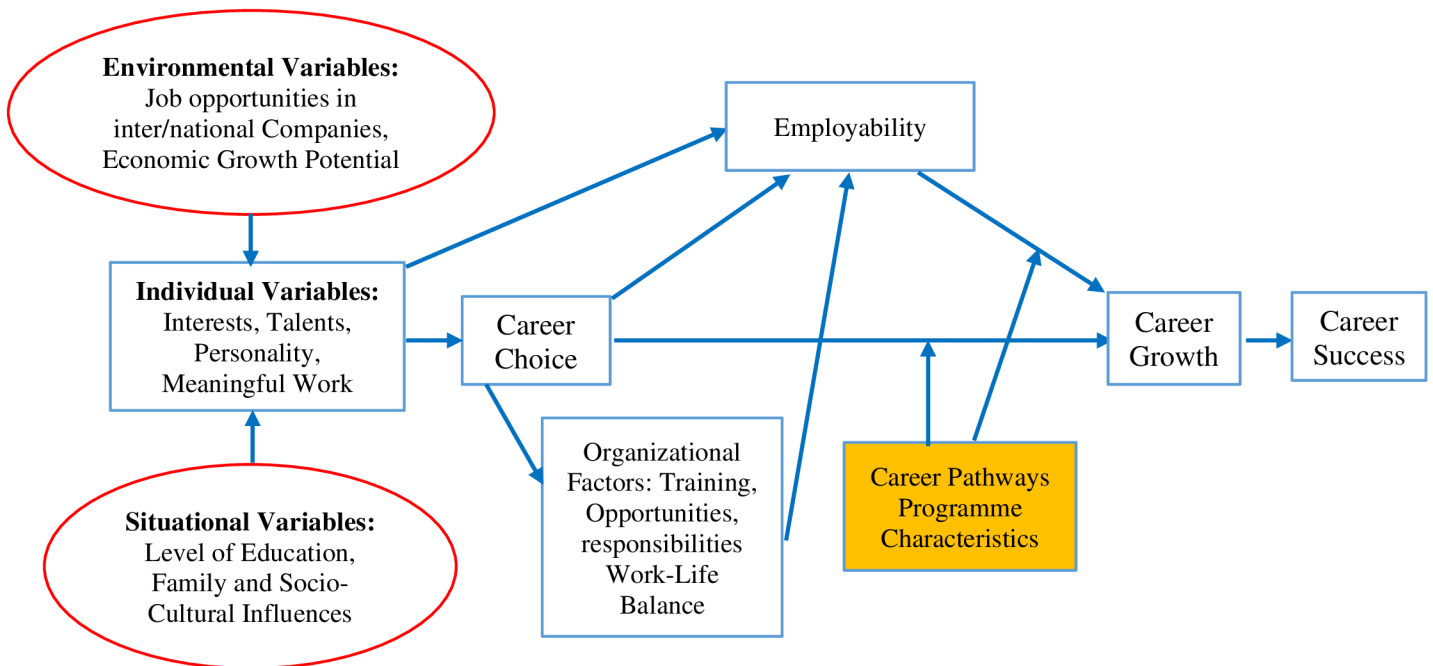 Environmental Variables:
Job opportunities in
inter/national Companies,
Economic Growth Potential
Employability
Individual Variables:
Interests, Talents,
Personality,
Meaningful Work
Career
Choice
Career
Growth
Career
Success
Organizational
Factors: Training,
Opportunities,
responsibilities
Work-Life
Balance
Career Pathways
Programme
Characteristics
Situational Variables:
Level of Education,
Family and Socio-
Cultural Influences